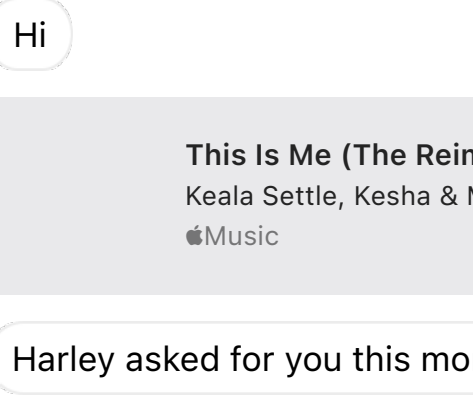 Hi
This Is Me (The Rein
Keala Settle, Kesha &
Music
Harley asked for you this mo